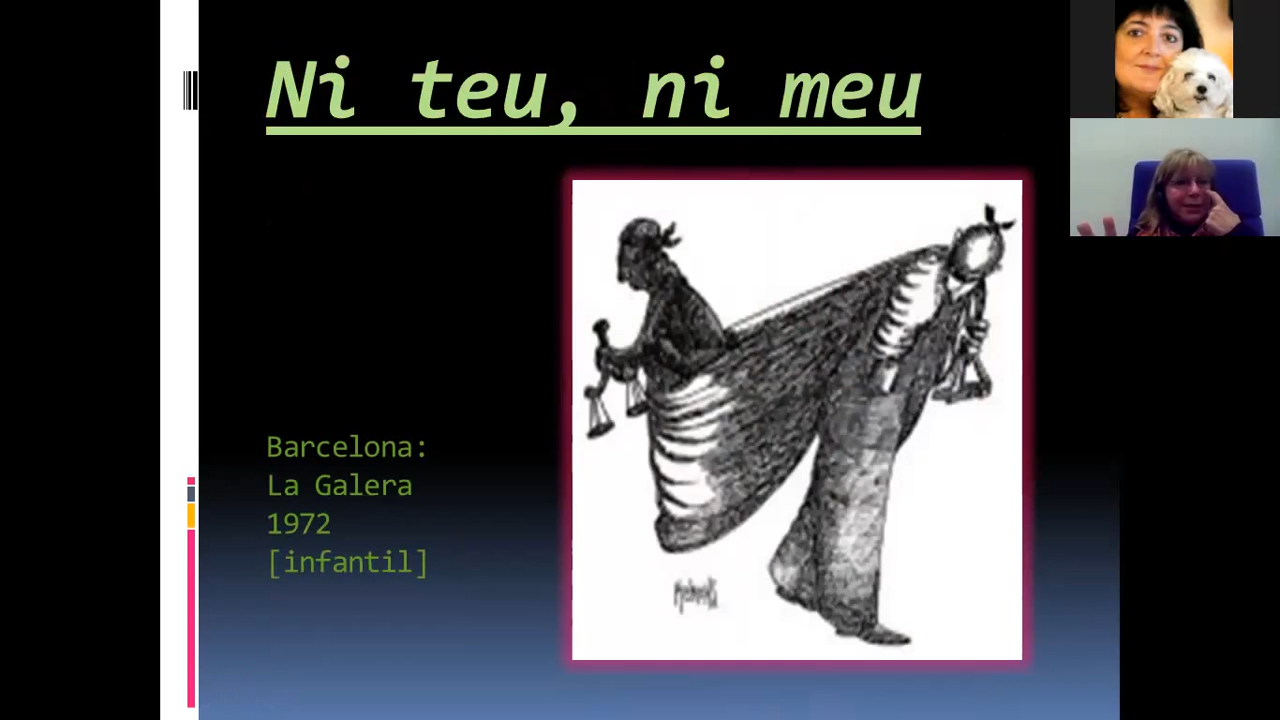 Ni teu, ni meu
Barcelona:
La Galera
1972
[infantil]